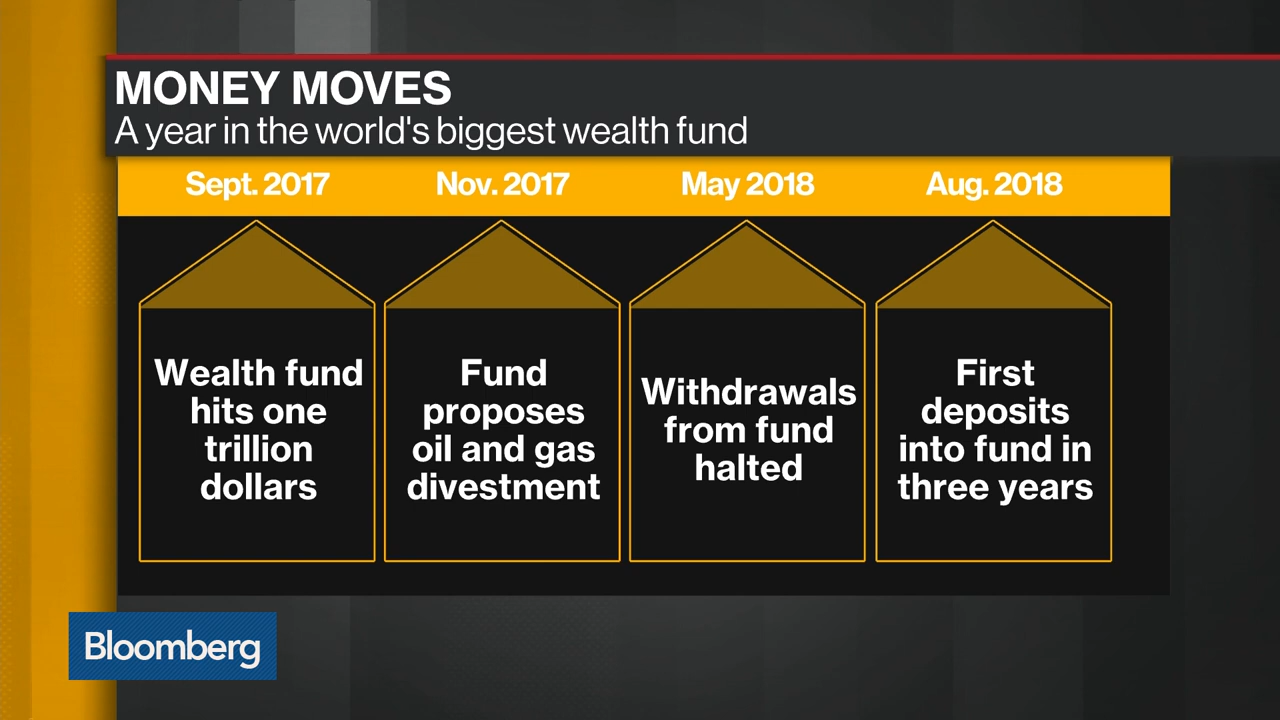 MONEY MOVES
A year in the world's biggest wealth fund
Sept. 2017
Nov. 2017
May 2018
Aug. 2018
Wealth fund
hits one
trillion
dollars
Fund
proposes
oil and gas
divestment
Withdrawals
from fund
halted
First
deposits
into fund in
three years
Bloomberg